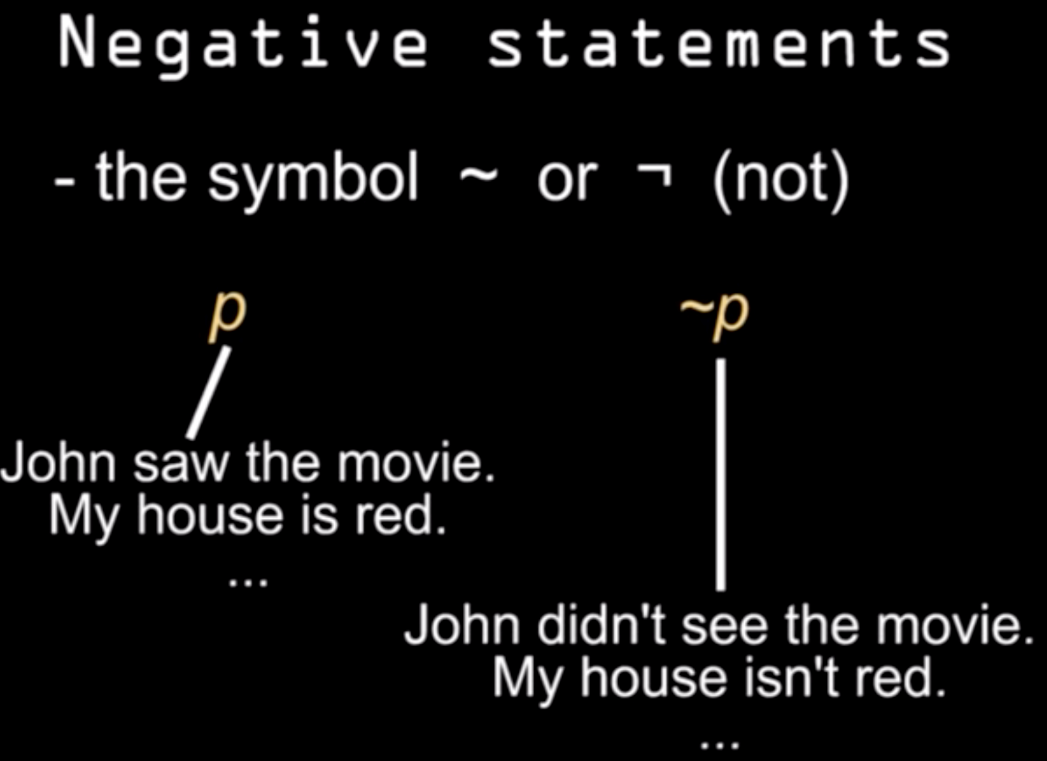 Negative statements
- the symbol ~ or ¬ (not)
p
~p
John saw the movie.
My house is red.
...
John didn't see the movie.
My house isn't red.
...